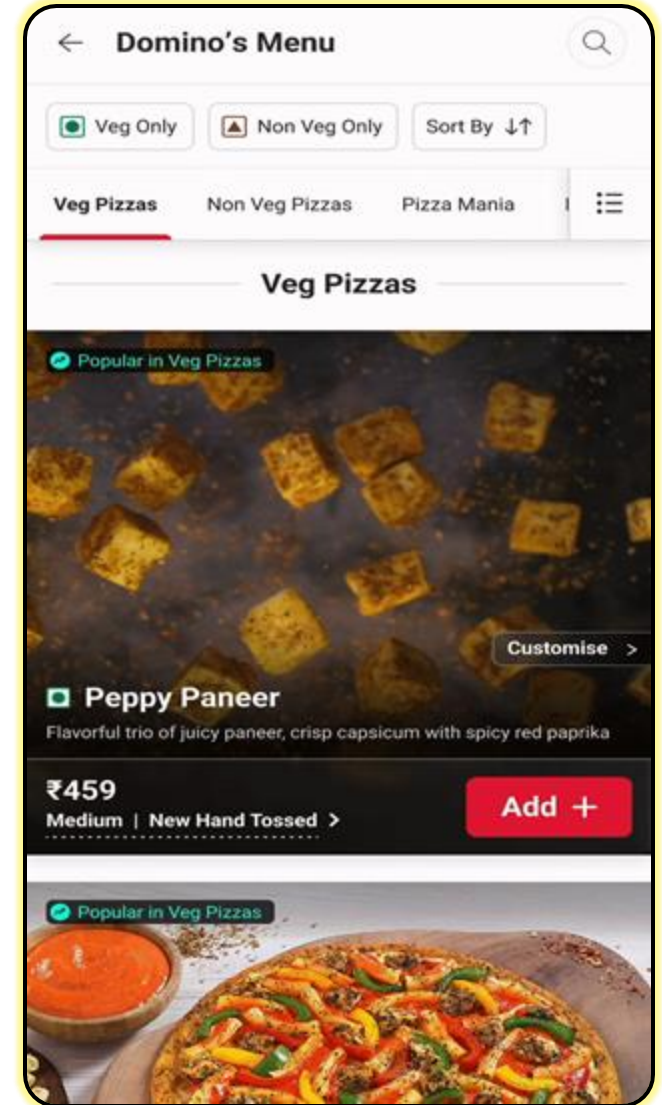 Domino's Menu
Veg Only
Non Veg Only
Sort By ↓↑
Veg Pizzas
Non Veg Pizzas
Pizza Mania
Veg Pizzas
Popular in Veg Pizzas
Customise >
Peppy Paneer
Flavorful trio of juicy paneer, crisp capsicum with spicy red paprika
₹459
Add +
Medium | New Hand Tossed >
Popular in Veg Pizzas